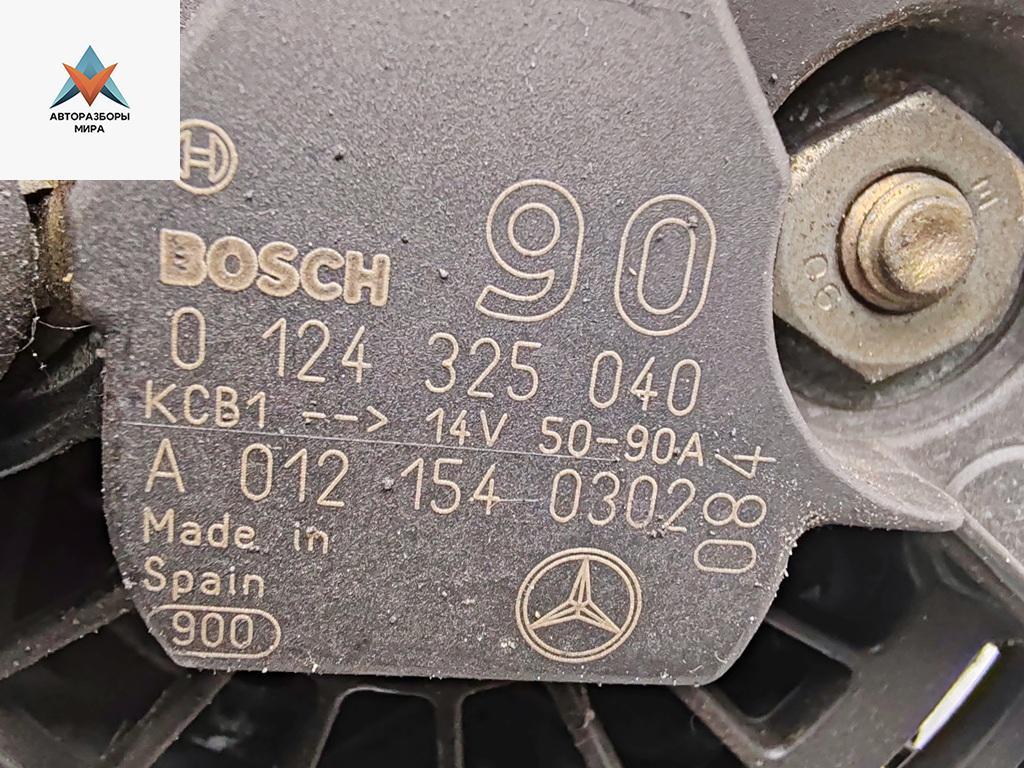 АВТОРАЗБОРЫ
МИРА
BOSCH 90
0 124 325 040
KCB1 --> 14V 50-90A
A 012 154 0302
084
Made in
Spain
900